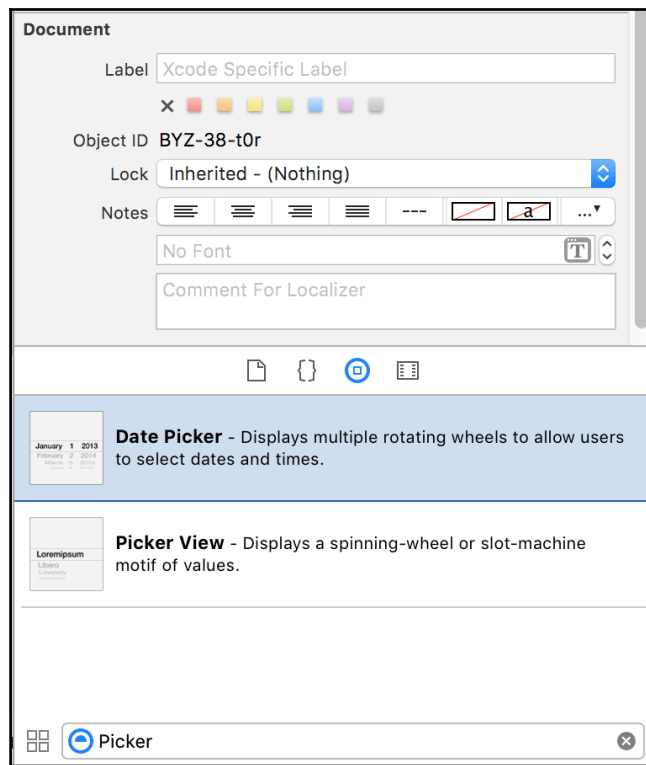 Document
Label Xcode Specific Label
Object ID BYZ-38-t0r
Lock Inherited - (Nothing)
Notes --- a ...
No Font T
Comment For Localizer
{}
January 1 2013
February 2 2014
March 3 2015
Date Picker - Displays multiple rotating wheels to allow users
to select dates and times.
Loremipsum
Libero
Picker View - Displays a spinning-wheel or slot-machine
motif of values.
Picker